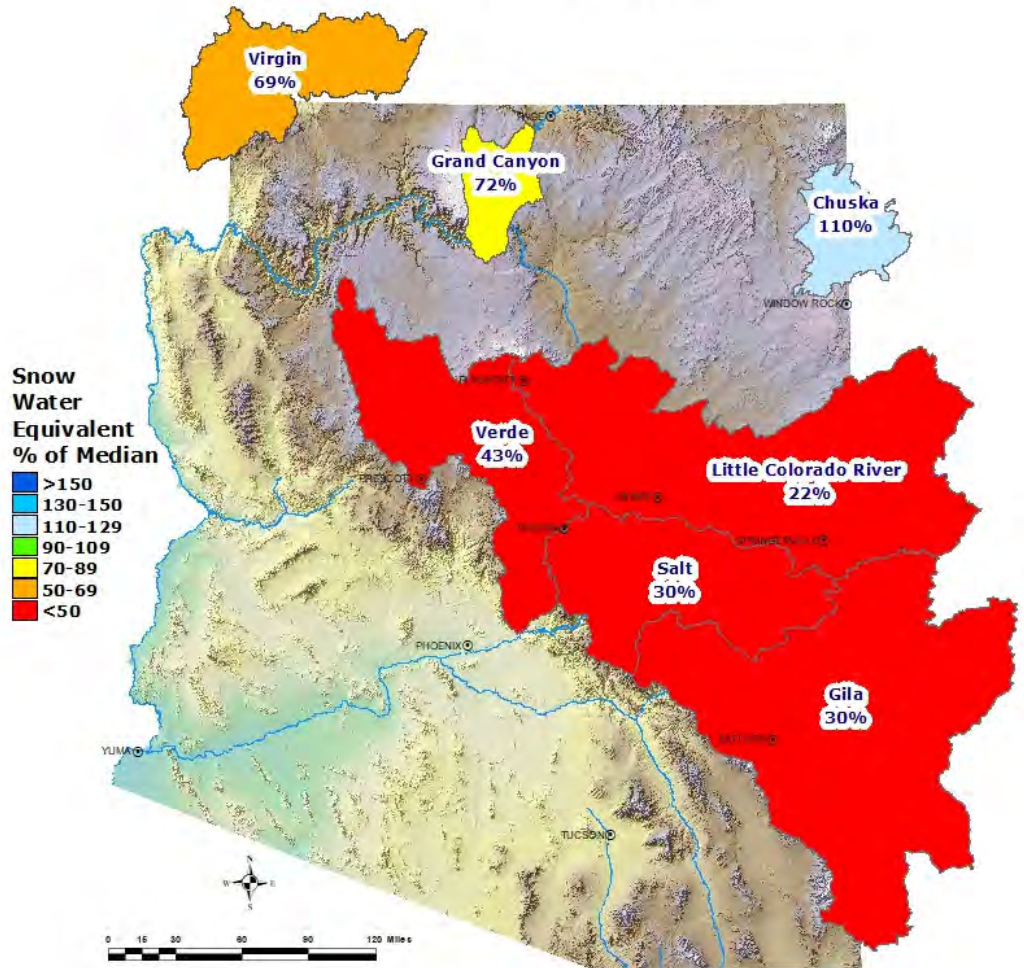 Virgin
69%
Grand Canyon
72%
Chuska
110%
WINDOW ROCK
Snow
Water
Equivalent
% of Median
>150
130-150
110-129
90-109
70-89
50-69
<50
Verde
43%
Little Colorado River
22%
PRESCOTT
Salt
30%
PHOENIX
Gila
30%
YUMA
TUCSON
N
W E
S
0 15 30 60 90 120 Miles